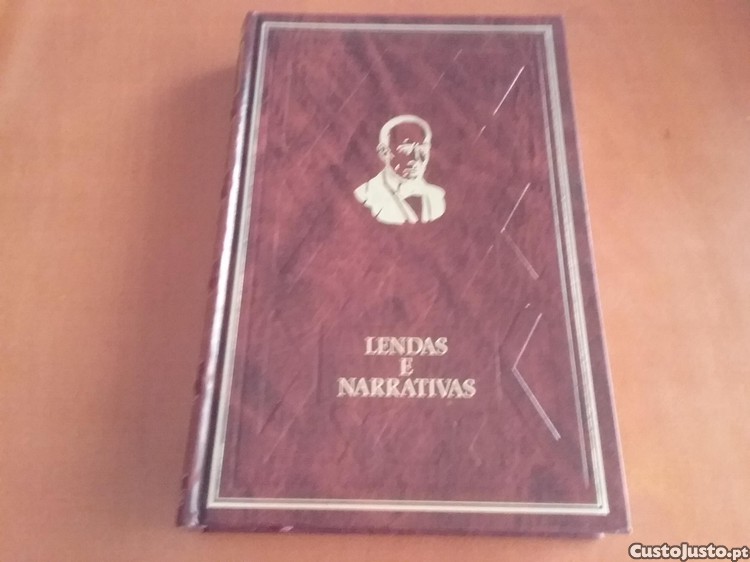 LENDAS
E
NARRATIVAS
CustoJusto.pt